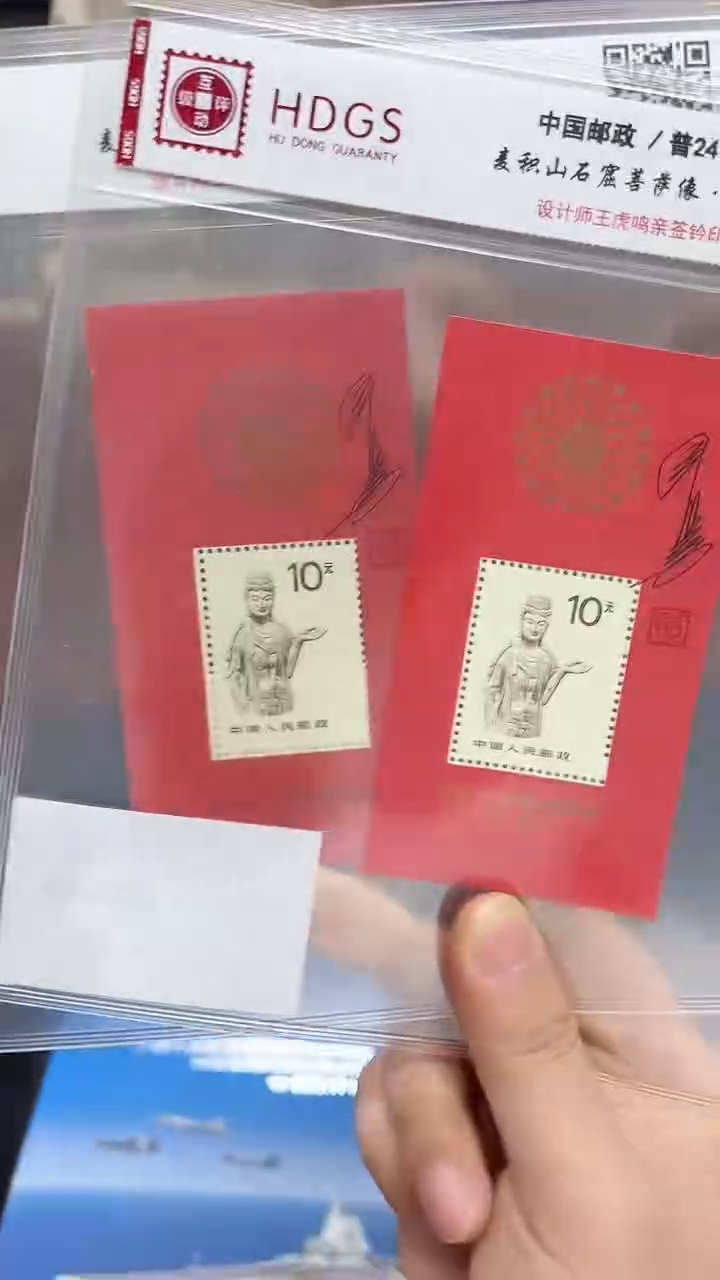 互
级 评
动
HDGS
HU DONG GUARANTY
中国邮政 / 普24
麦积山石窟菩萨像
设计师王虎鸣亲签钤印
10元
中国人民邮政
10元
中国人民邮政